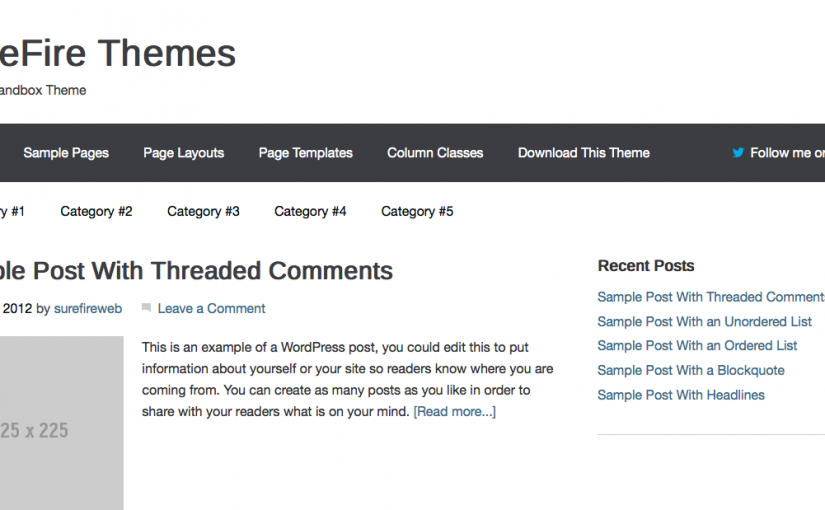 eFire Themes
andbox Theme
Sample Pages Page Layouts Page Templates Column Classes Download This Theme Follow me on
ry #1 Category #2 Category #3 Category #4 Category #5
ple Post With Threaded Comments
2012 by surefireweb Leave a Comment
This is an example of a WordPress post, you could edit this to put
information about yourself or your site so readers know where you are
coming from. You can create as many posts as you like in order to
share with your readers what is on your mind. [Read more...]
25 x 225
Recent Posts
Sample Post With Threaded Comments
Sample Post With an Unordered List
Sample Post With an Ordered List
Sample Post With a Blockquote
Sample Post With Headlines